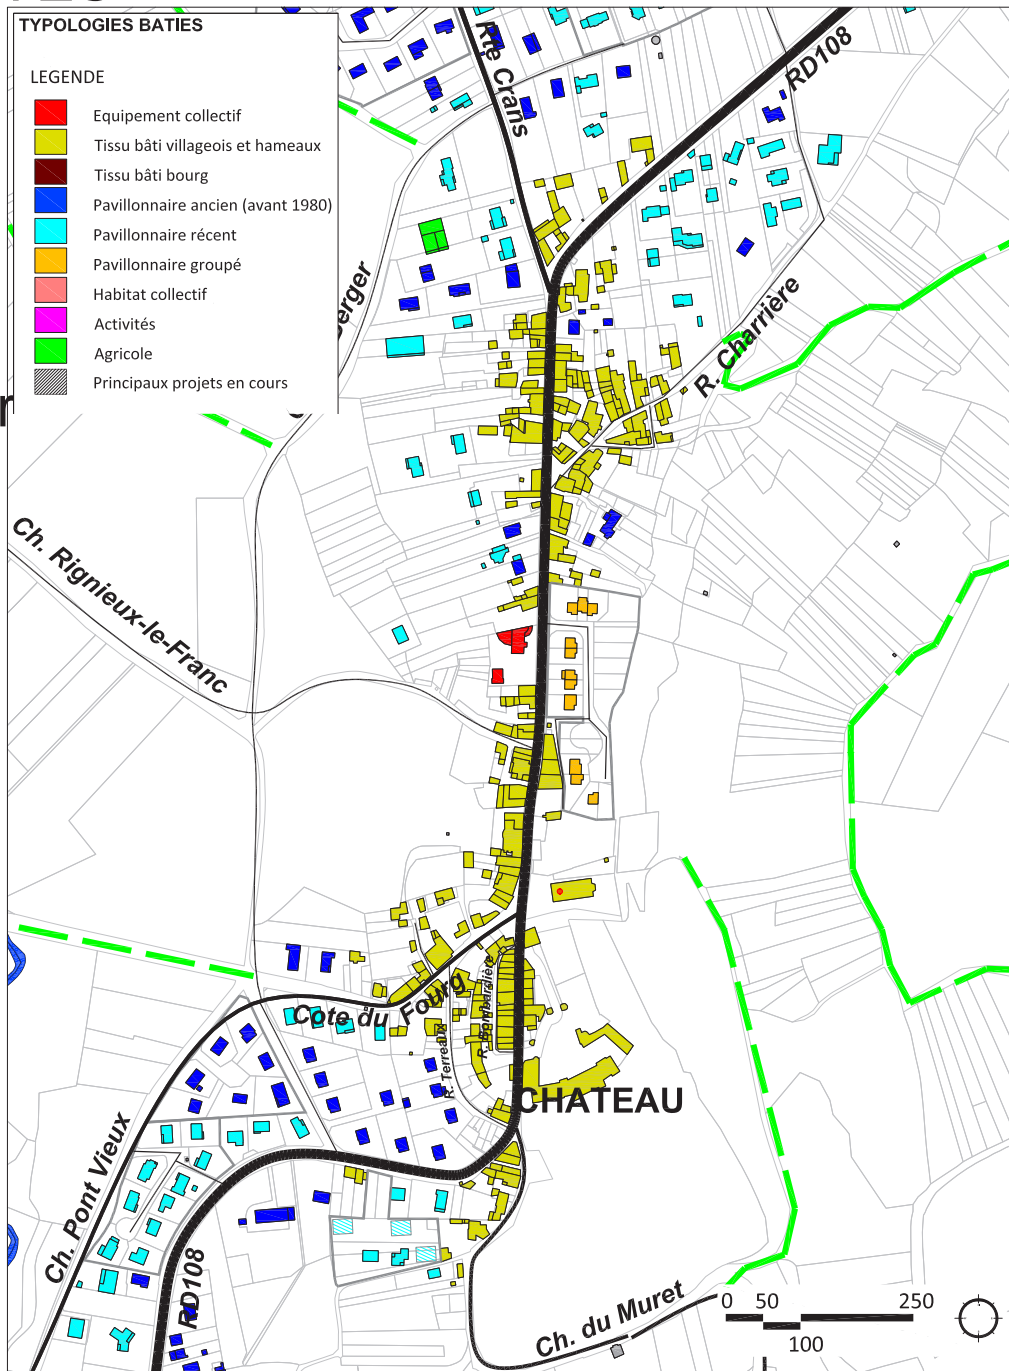 TYPOLOGIES BATIES
LEGENDE
Equipement collectif
Tissu bâti villageois et hameaux
Tissu bâti bourg
Pavillonnaire ancien (avant 1980)
Pavillonnaire récent
Pavillonnaire groupé
Habitat collectif
Activités
Agricole
Principaux projets en cours
Rte Crans
RD108
R. Charrière
Ch. Rignieux-le-Franc
Cote du Fourg
R. Bombardière
R. Terreaux
CHATEAU
Ch. Pont Vieux
RD108
Ch. du Muret
0 50 250
100